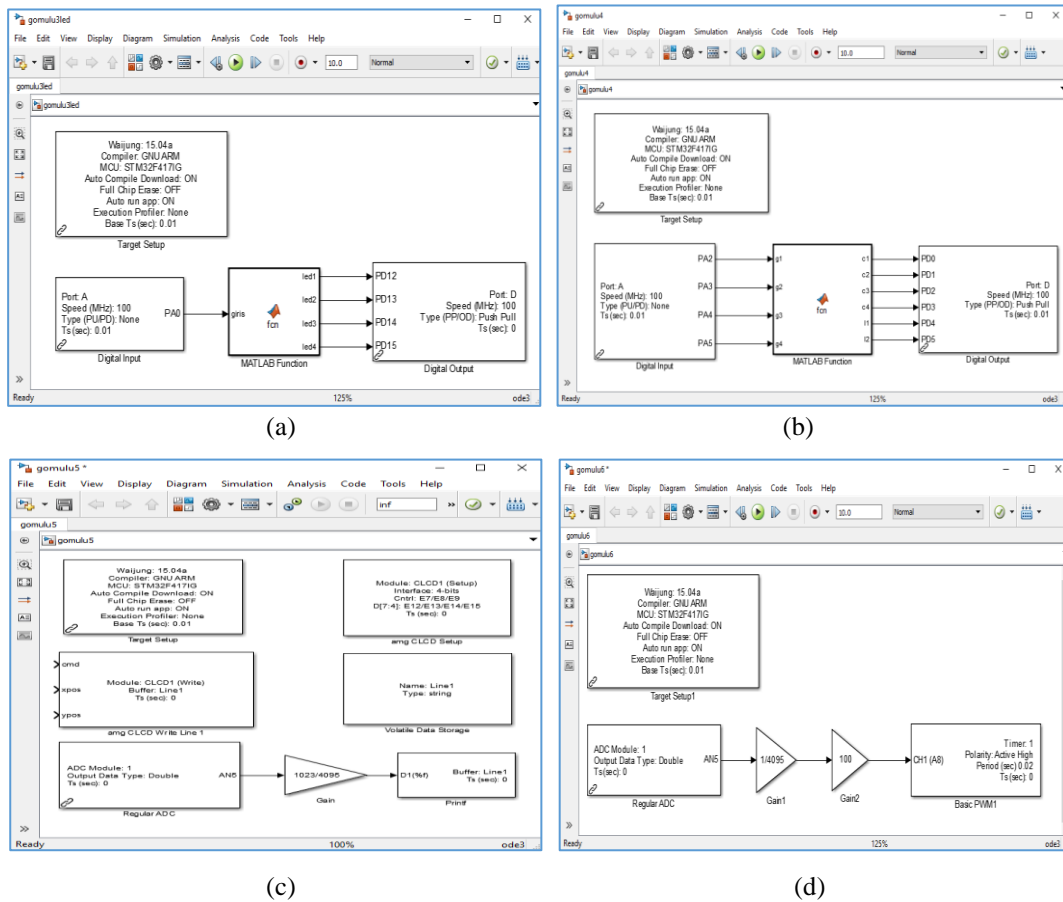 gomulu3led
File Edit View Display Diagram Simulation Analysis Code Tools Help
10.0 Normal
gomulu3led
gomulu3led
Waijung: 15.04a
Compiler: GNU ARM
MCU: STM32F417IG
Auto Compile Download: ON
Full Chip Erase: OFF
Auto run app: ON
Execution Profiler: None
Base Ts (sec): 0.01
Target Setup
Port: A
Speed (MHz): 100
Type (PU/PD): None
Ts (sec): 0.01
PA0
Digital Input
giris
fcn
led1
led2
led3
led4
MATLAB Function
PD12
PD13
PD14
PD15
Port: D
Speed (MHz): 100
Type (PP/OD): Push Pull
Ts (sec): 0
Digital Output
Ready 125% ode3
(a)
gomulu4
File Edit View Display Diagram Simulation Analysis Code Tools Help
10.0 Normal
gomulu4
gomulu4
Waijung: 15.04a
Compiler: GNU ARM
MCU: STM32F417IG
Auto Compile Download: ON
Full Chip Erase: OFF
Auto run app: ON
Execution Profiler: None
Base Ts (sec): 0.01
Target Setup
Port: A
Speed (MHz): 100
Type (PU/PD): None
Ts (sec): 0.01
PA2
PA3
PA4
PA5
Digital Input
g1
g2
g3
g4
fcn
c1
c2
c3
c4
l1
l2
MATLAB Function
PD0
PD1
PD2
PD3
PD4
PD5
Port: D
Speed (MHz): 100
Type (PP/OD): Push Pull
Ts (sec): 0.01
Digital Output
Ready 125% ode3
(b)
gomulu5 *
File Edit View Display Diagram Simulation Analysis Code Tools Help
inf
gomulu5
gomulu5
Waijung: 15.04a
Compiler: GNU ARM
MCU: STM32F417IG
Auto Compile Download: ON
Full Chip Erase: OFF
Auto run app: ON
Execution Profiler: None
Base Ts (sec): 0.01
Target Setup
Module: CLCD1 (Setup)
Interface: 4-bits
Cntrl: E7/E8/E9
D[7:4]: E12/E13/E14/E15
Ts (sec): 0
amg CLCD Setup
cmd
xpos
ypos
Module: CLCD1 (Write)
Buffer: Line1
Ts (sec): 0
amg CLCD Write Line 1
Name: Line1
Type: string
Volatile Data Storage
ADC Module: 1
Output Data Type: Double
Ts (sec): 0
AN5
Regular ADC
1023/4095
Gain
D1(%f)
Buffer: Line1
Ts (sec): 0
Printf
Ready 100% ode3
(c)
gomulu6 *
File Edit View Display Diagram Simulation Analysis Code Tools Help
10.0 Normal
gomulu6
gomulu6
Waijung: 15.04a
Compiler: GNU ARM
MCU: STM32F417IG
Auto Compile Download: ON
Full Chip Erase: OFF
Auto run app: ON
Execution Profiler: None
Base Ts (sec): 0.01
Target Setup1
ADC Module: 1
Output Data Type: Double
Ts (sec): 0
AN5
Regular ADC
1/4095
Gain1
100
Gain2
CH1 (A8)
Timer: 1
Polarity: Active High
Period (sec) 0.02
Ts (sec): 0
Basic PWM1
Ready 125% ode3
(d)